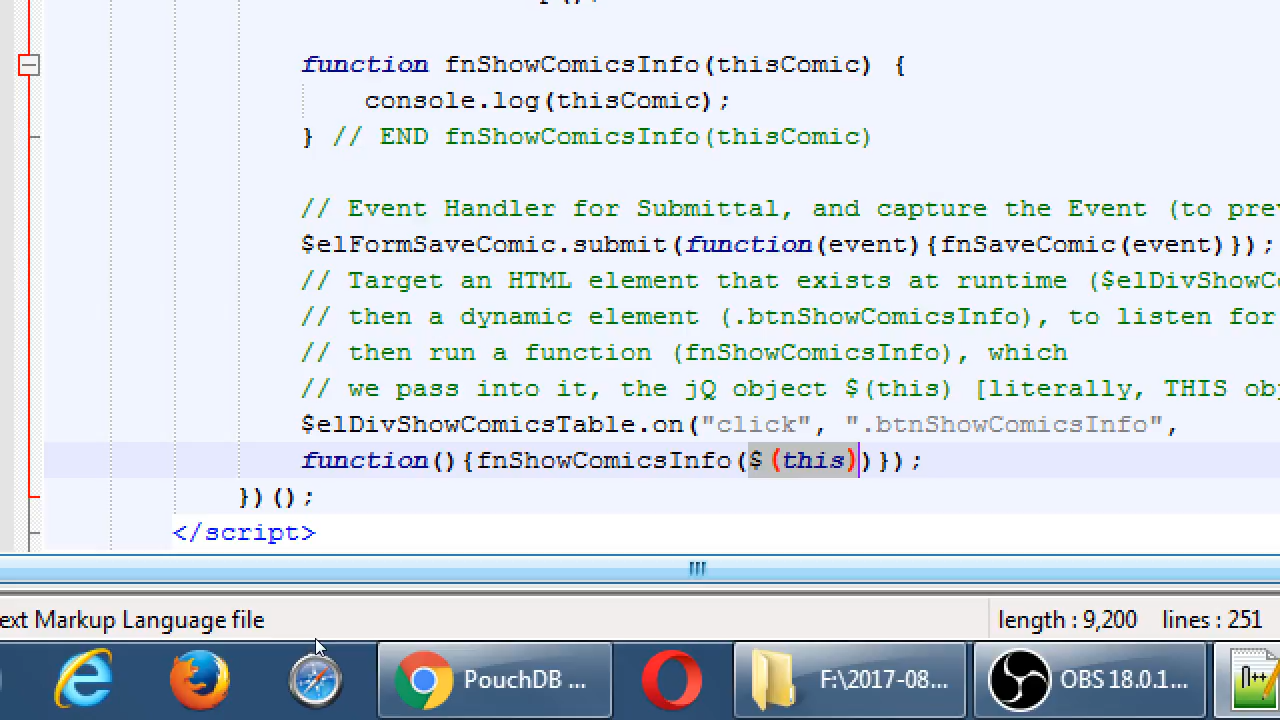 function fnShowComicsInfo(thisComic) {
console.log(thisComic);
} // END fnShowComicsInfo(thisComic)
// Event Handler for Submittal, and capture the Event (to prev
$elFormSaveComic.submit(function(event){fnSaveComic(event)});
// Target an HTML element that exists at runtime ($elDivShowCo
// then a dynamic element (.btnShowComicsInfo), to listen for
// then run a function (fnShowComicsInfo), which
// we pass into it, the jQ object $(this) [literally, THIS obj
$elDivShowComicsTable.on("click", ".btnShowComicsInfo",
function(){fnShowComicsInfo($(this))});
})();
</script>
ext Markup Language file length : 9,200 lines : 251
PouchDB ... F:\2017-08... OBS 18.0.1...